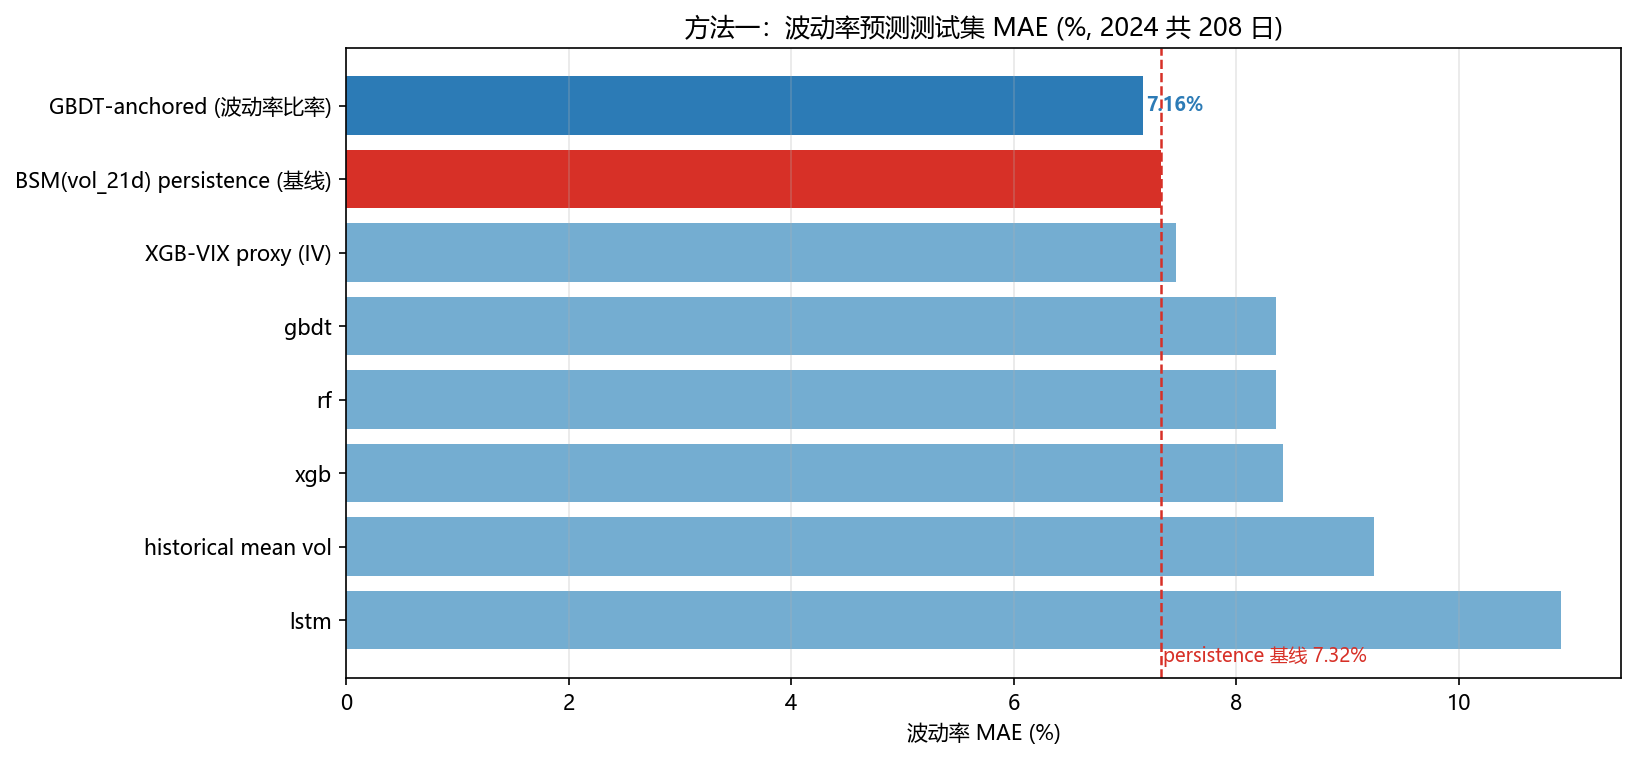 方法一：波动率预测测试集 MAE (%, 2024 共 208 日)
GBDT-anchored (波动率比率)
7.16%
BSM(vol_21d) persistence (基线)
XGB-VIX proxy (IV)
gbdt
rf
xgb
historical mean vol
lstm
persistence 基线 7.32%
0 2 4 6 8 10
波动率 MAE (%)